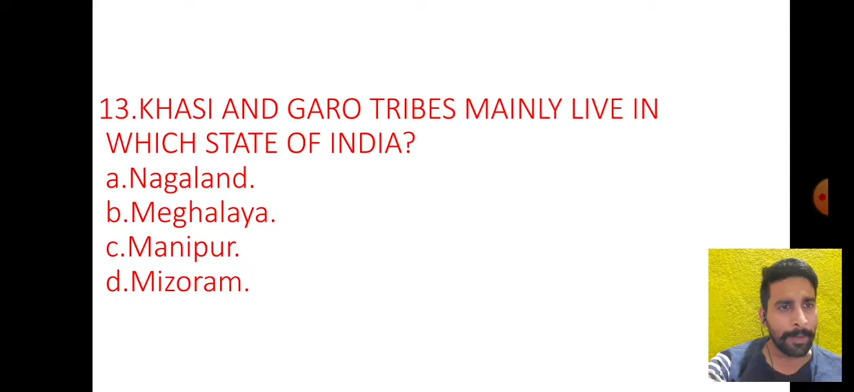 13.KHASI AND GARO TRIBES MAINLY LIVE IN
WHICH STATE OF INDIA?
a.Nagaland.
b.Meghalaya.
c.Manipur.
d.Mizoram.